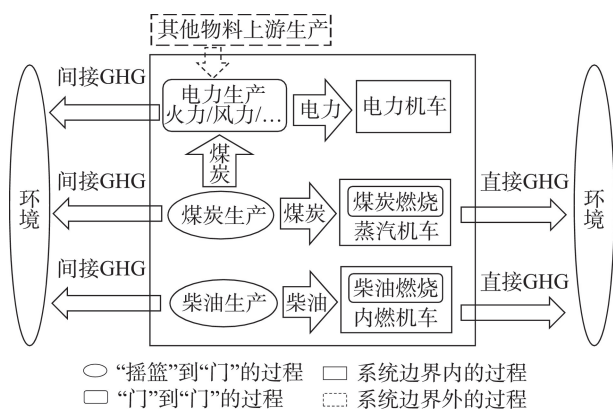 其他物料上游生产
间接GHG
电力生产
火力/风力/…
电力
电力机车
煤炭
环境
间接GHG
煤炭生产
煤炭
煤炭燃烧
蒸汽机车
直接GHG
环境
间接GHG
柴油生产
柴油
柴油燃烧
内燃机车
直接GHG
“摇篮”到“门”的过程
系统边界内的过程
“门”到“门”的过程
系统边界外的过程